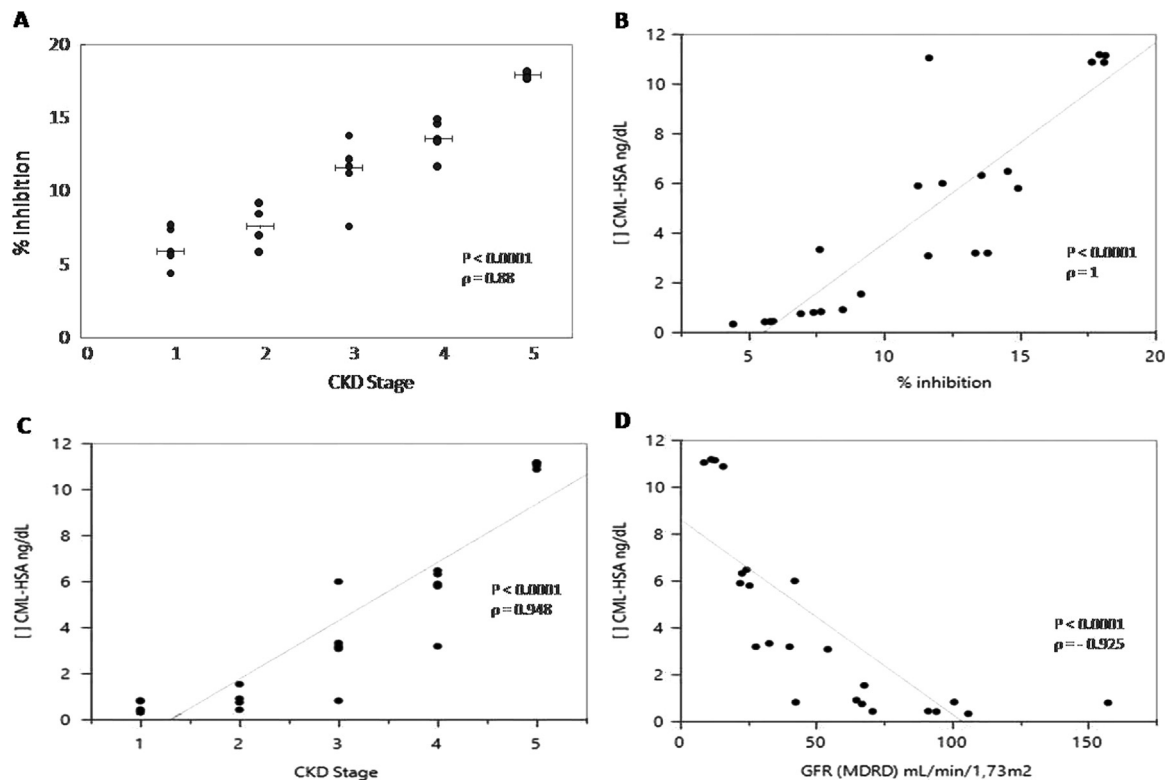 A
20
15
10
5
0
% Inhibition
P < 0.0001
ρ = 0.88
0 1 2 3 4 5
CKD Stage
B
12
10
8
6
4
2
0
[ ] CML-HSA ng/dL
P < 0.0001
ρ = 1
5 10 15 20
% inhibition
C
12
10
8
6
4
2
0
[ ] CML-HSA ng/dL
P < 0.0001
ρ = 0.948
1 2 3 4 5
CKD Stage
D
12
10
8
6
4
2
0
[ ] CML-HSA ng/dL
P < 0.0001
ρ = - 0.925
0 50 100 150
GFR (MDRD) mL/min/1,73m2